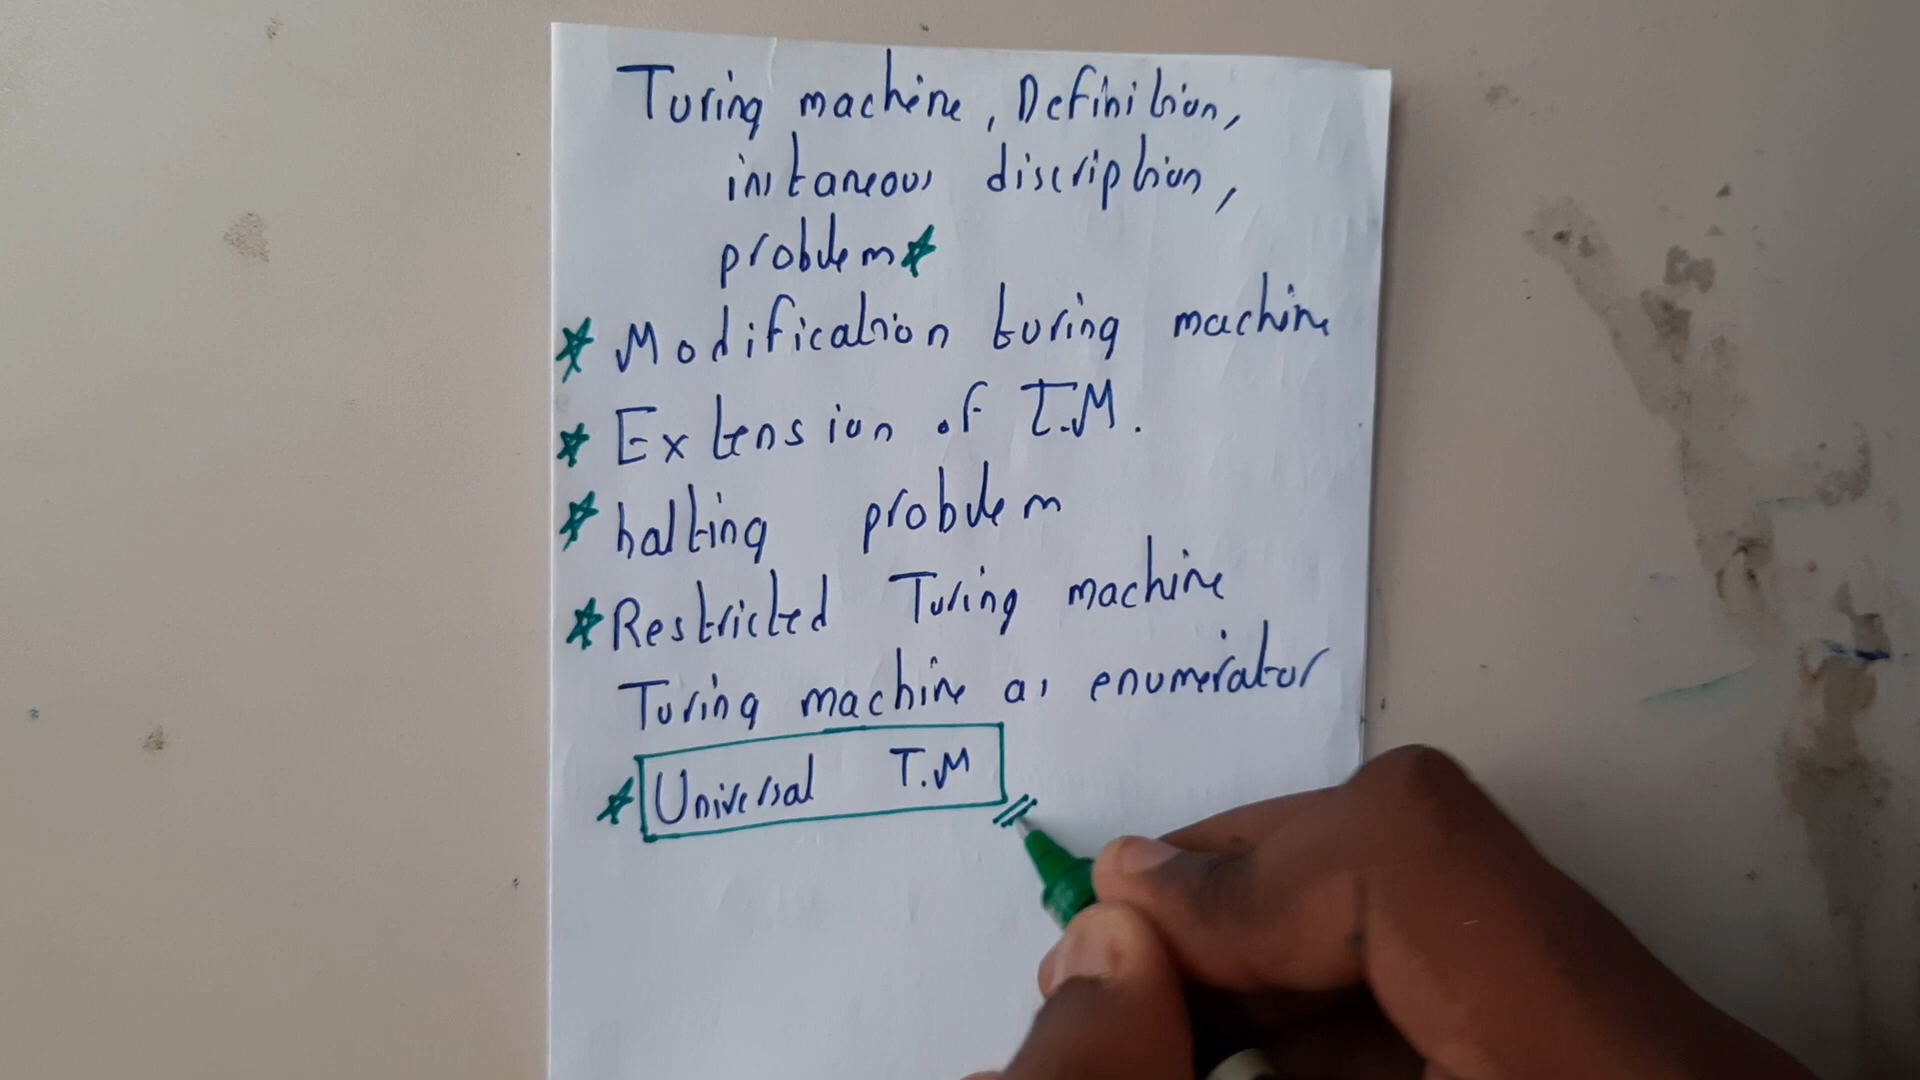 Turing machine, Definition,
instaneous discription,
problem*
* Modification turing machine
* Extension of T.M.
* halting problem
* Restricted Turing machine
Turing machine as enumerator
* Universal T.M